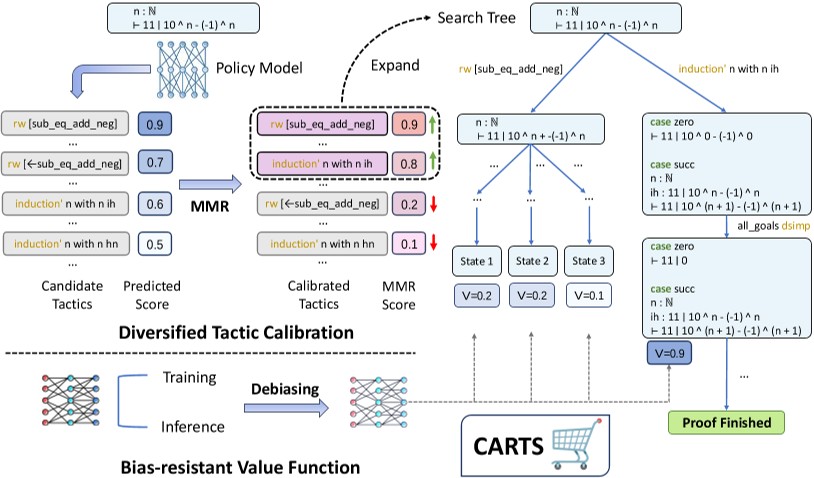 n : ℕ
⊢ 11 | 10 ^ n - (-1) ^ n
Policy Model
Expand
Search Tree
n : ℕ
⊢ 11 | 10 ^ n - (-1) ^ n
rw [sub_eq_add_neg]
induction' n with n ih
rw [sub_eq_add_neg]
0.9
rw [←sub_eq_add_neg]
0.7
...
induction' n with n ih
0.6
...
induction' n with n hn
0.5
...
MMR
rw [sub_eq_add_neg]
0.9
...
induction' n with n ih
0.8
...
rw [←sub_eq_add_neg]
0.2
...
induction' n with n hn
0.1
...
Candidate
Tactics
Predicted
Score
Calibrated
Tactics
MMR
Score
Diversified Tactic Calibration
n : ℕ
⊢ 11 | 10 ^ n + -(-1) ^ n
...
...
...
...
...
...
State 1
State 2
State 3
V=0.2
V=0.2
V=0.1
case zero
⊢ 11 | 10 ^ 0 - (-1) ^ 0
case succ
n : ℕ
ih : 11 | 10 ^ n - (-1) ^ n
⊢ 11 | 10 ^ (n + 1) - (-1) ^ (n + 1)
all_goals dsimp
case zero
⊢ 11 | 0
case succ
n : ℕ
ih : 11 | 10 ^ n - (-1) ^ n
⊢ 11 | 10 ^ (n + 1) - (-1) ^ (n + 1)
V=0.9
...
Proof Finished
Training
Inference
Debiasing
Bias-resistant Value Function
CARTS